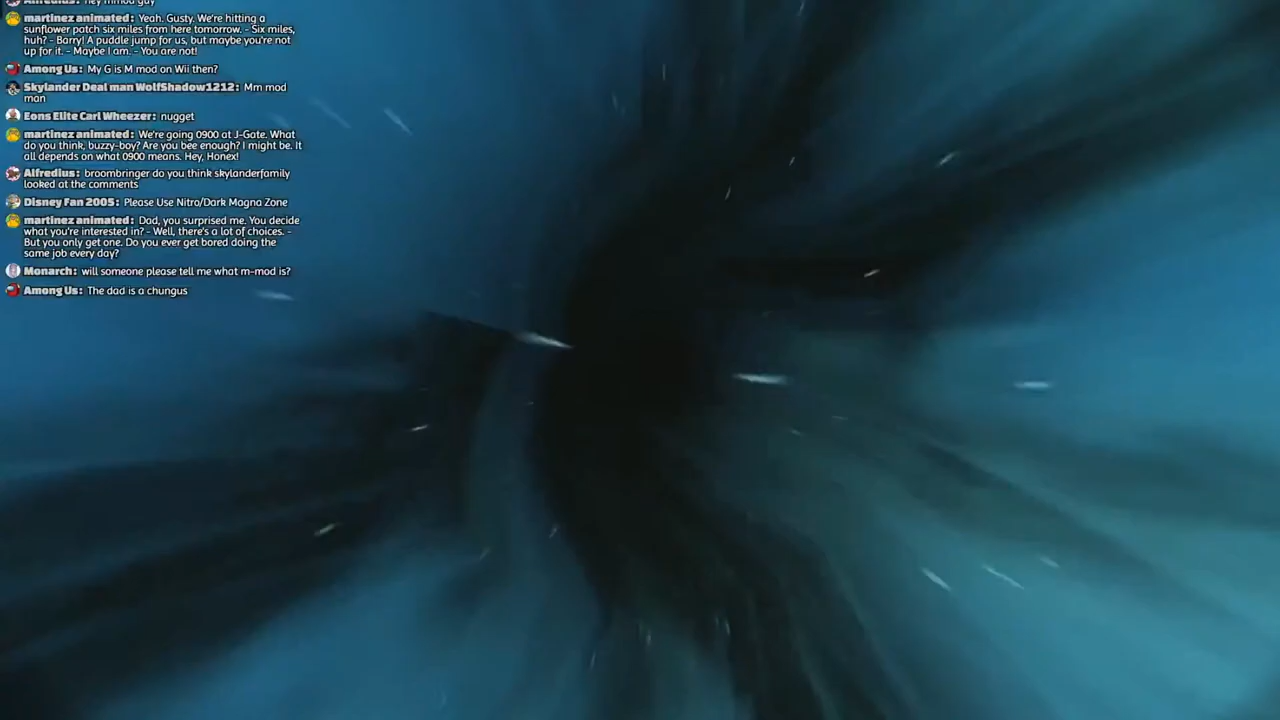 Alfredius: hey mmod guy
martinez animated: Yeah. Gusty. We're hitting a
sunflower patch six miles from here tomorrow. - Six miles,
huh? - Barry! A puddle jump for us, but maybe you're not
up for it. - Maybe I am. - You are not!
Among Us: My G is M mod on Wii then?
Skylander Deal man WolfShadow1212: Mm mod
man
Eons Elite Carl Wheezer: nugget
martinez animated: We're going 0900 at J-Gate. What
do you think, buzzy-boy? Are you bee enough? I might be. It
all depends on what 0900 means. Hey, Honex!
Alfredius: broombringer do you think skylanderfamily
looked at the comments
Disney Fan 2005: Please Use Nitro/Dark Magna Zone
martinez animated: Dad, you surprised me. You decide
what you're interested in? - Well, there's a lot of choices. -
But you only get one. Do you ever get bored doing the
same job every day?
Monarch: will someone please tell me what m-mod is?
Among Us: The dad is a chungus